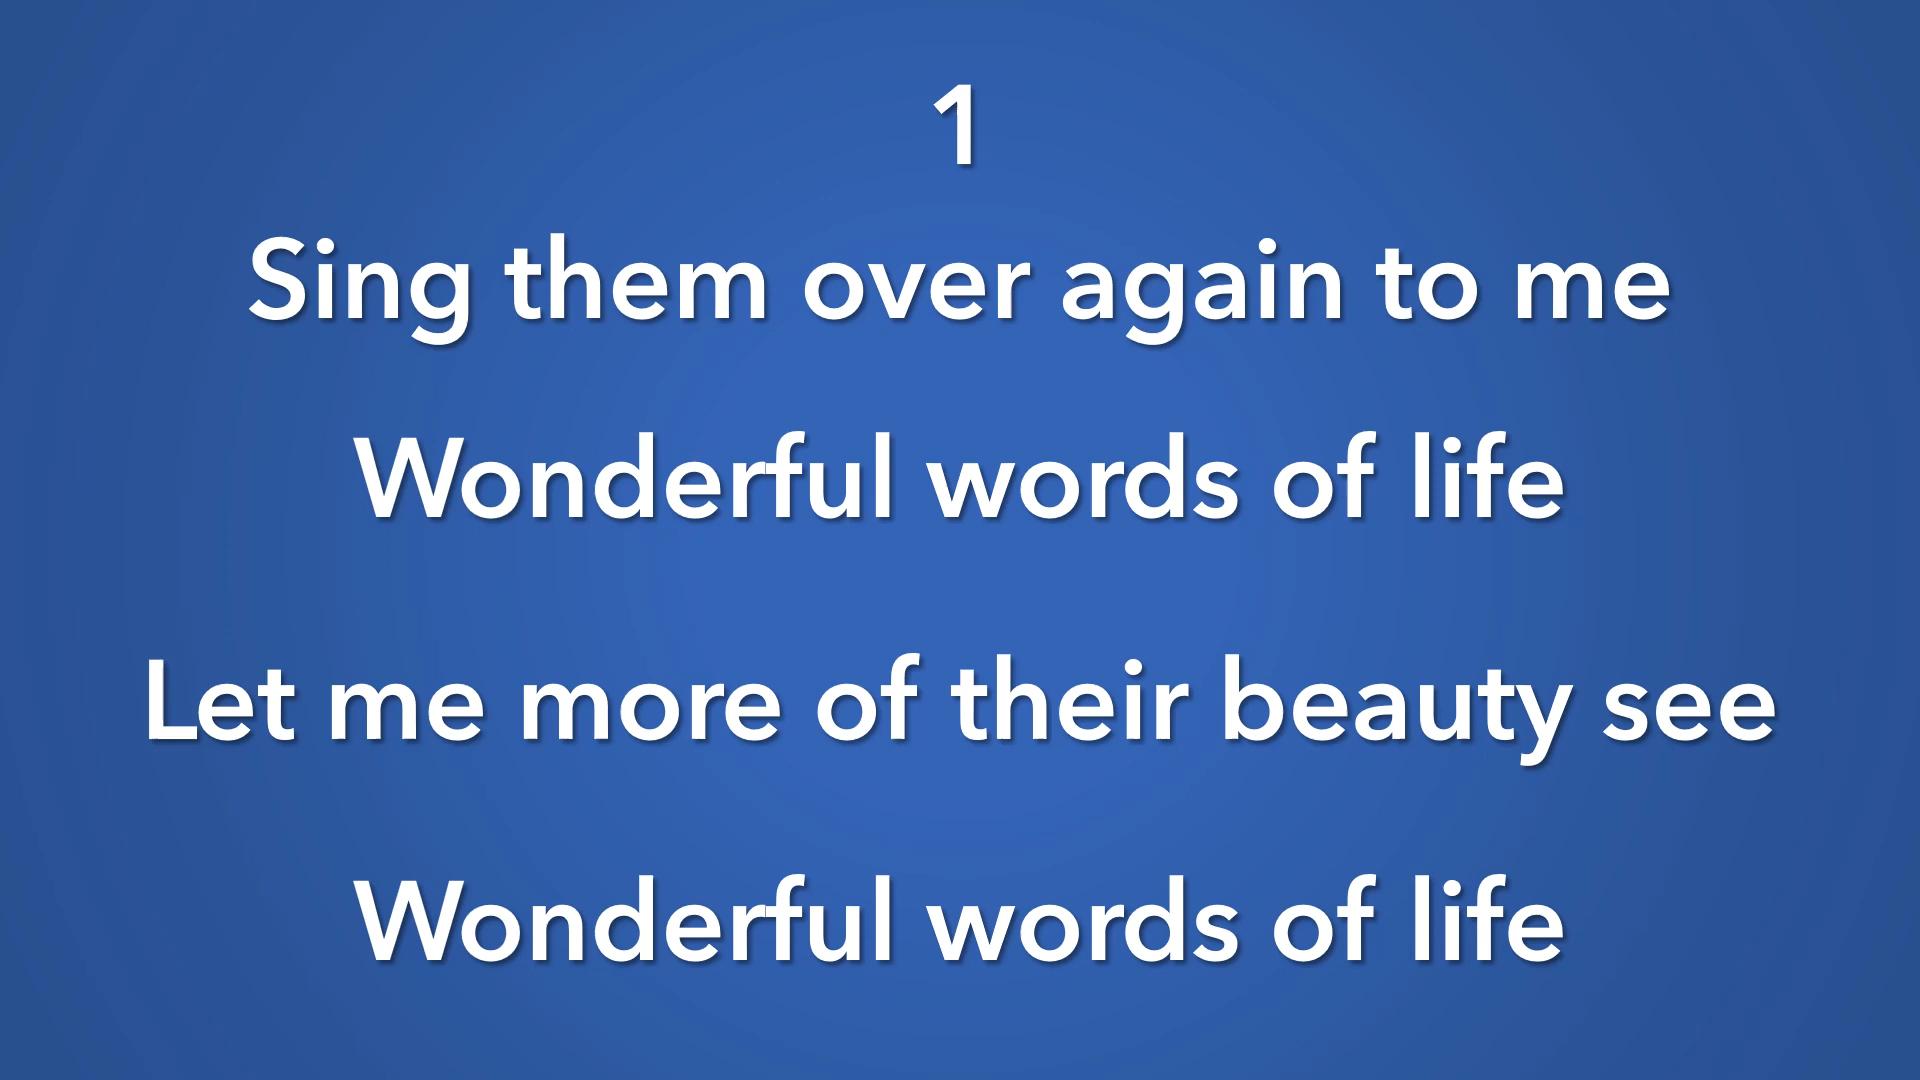 1
Sing them over again to me
Wonderful words of life
Let me more of their beauty see
Wonderful words of life